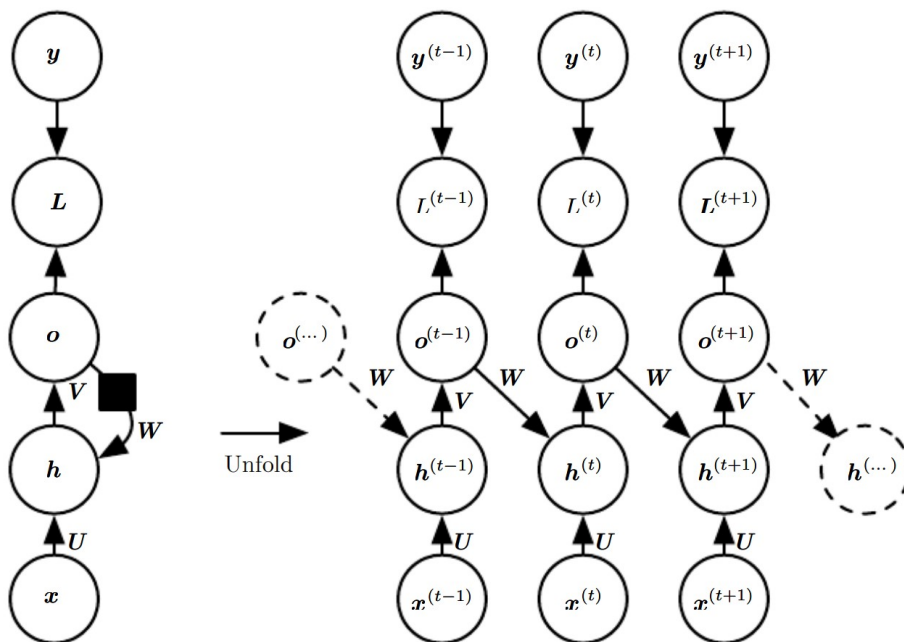 y y^{(t-1)} y^{(t)} y^{(t+1)}
L L^{(t-1)} L^{(t)} L^{(t+1)}
o o^{(...)} o^{(t-1)} o^{(t)} o^{(t+1)}
W W W W
V V V V
W
h Unfold h^{(t-1)} h^{(t)} h^{(t+1)} h^{(...)}
U U U U
x x^{(t-1)} x^{(t)} x^{(t+1)}